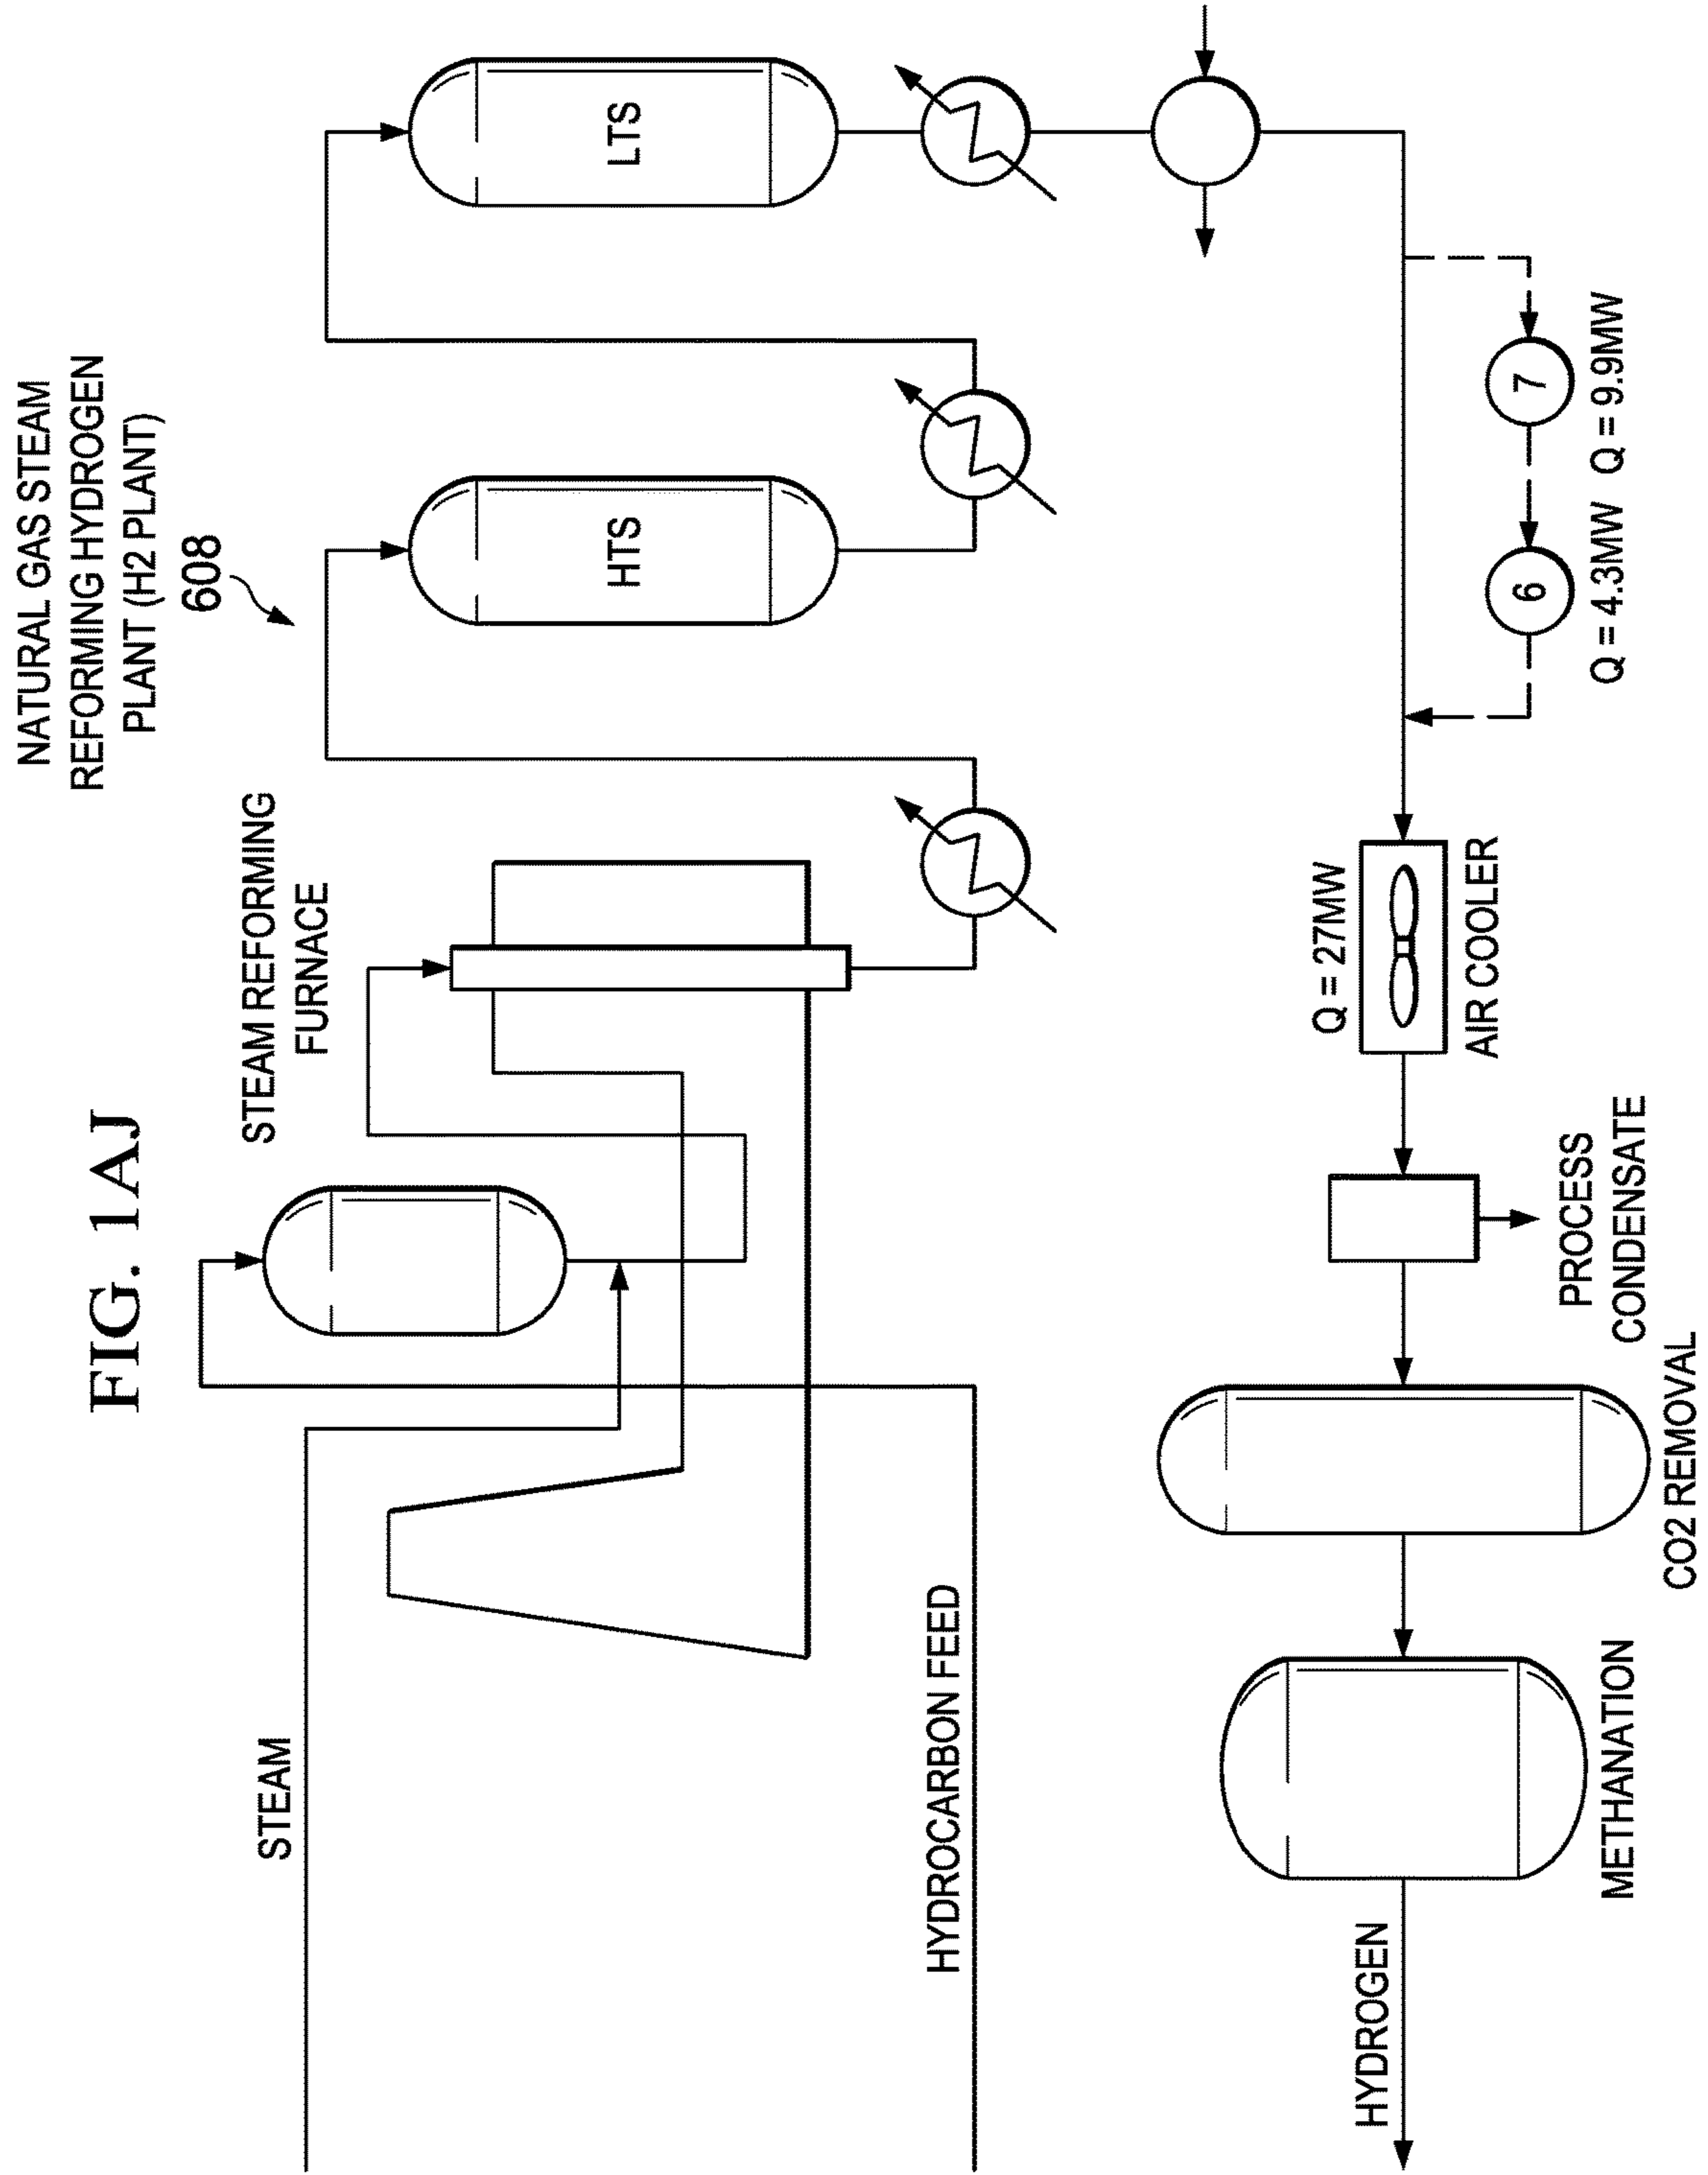 FIG. 1AJ
NATURAL GAS STEAM
REFORMING HYDROGEN
PLANT (H2 PLANT)
608
STEAM
STEAM REFORMING
FURNACE
HTS
LTS
HYDROCARBON FEED
HYDROGEN
METHANATION
CO2 REMOVAL
PROCESS
CONDENSATE
Q = 27MW
AIR COOLER
6
7
Q = 4.3MW Q = 9.9MW